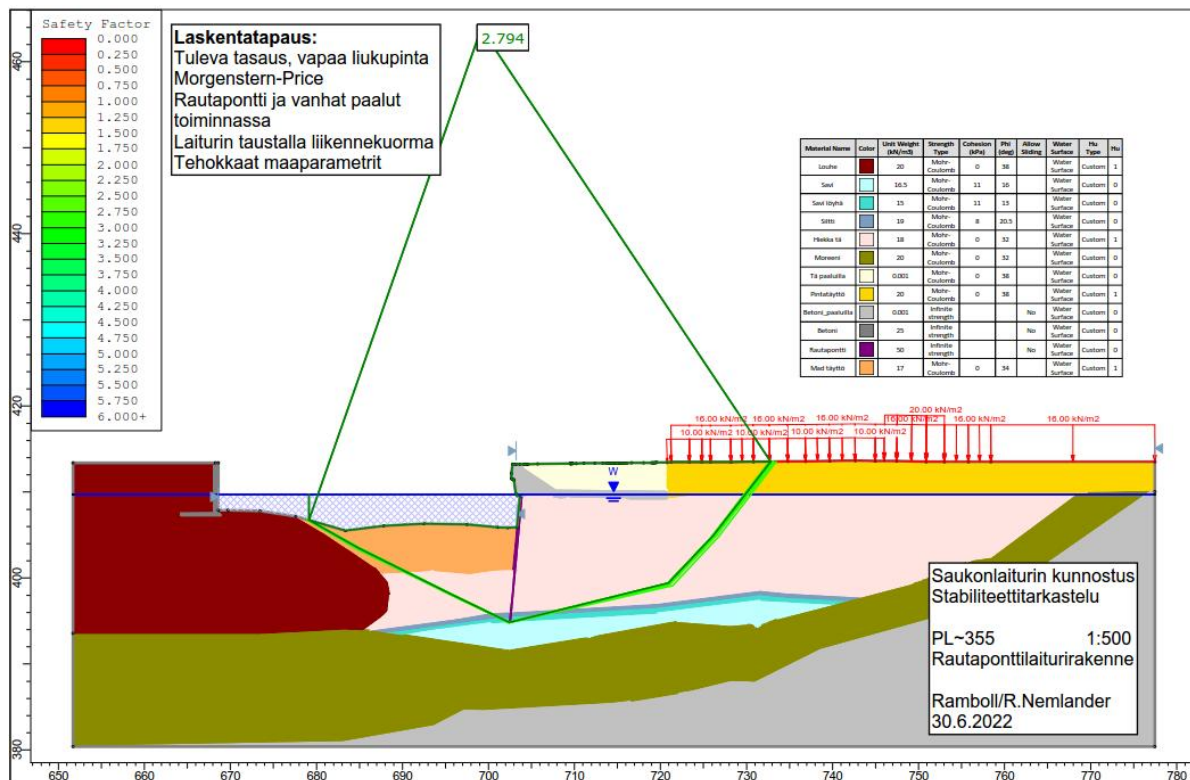 Safety Factor
0.000
0.250
0.500
0.750
1.000
1.250
1.500
1.750
2.000
2.250
2.500
2.750
3.000
3.250
3.500
3.750
4.000
4.250
4.500
4.750
5.000
5.250
5.500
5.750
6.000+
Laskentatapaus:
Tuleva tasaus, vapaa liukupinta
Morgenstern-Price
Rautapontti ja vanhat paalut
toiminnassa
Laiturin taustalla liikennekuorma
Tehokkaat maaparametrit
2.794
Material Name Color Unit Weight (kN/m3) Strength Type Cohesion (kPa) Phi (deg) Allow Sliding Water Surface Hu Type Hu
Louhe 20 Mohr-Coulomb 0 38 Water Surface Custom 1
Savi 16.5 Mohr-Coulomb 11 16 Water Surface Custom 0
Savi löyhä 15 Mohr-Coulomb 11 13 Water Surface Custom 0
Siltti 19 Mohr-Coulomb 8 20.5 Water Surface Custom 0
Hiekka tä 18 Mohr-Coulomb 0 32 Water Surface Custom 1
Moreeni 20 Mohr-Coulomb 0 32 Water Surface Custom 0
Tä paaluilla 0.001 Mohr-Coulomb 0 38 Water Surface Custom 0
Pintatäyttö 20 Mohr-Coulomb 0 38 Water Surface Custom 1
Betoni_paaluilla 0.001 Infinite strength No Water Surface Custom 0
Betoni 25 Infinite strength No Water Surface Custom 0
Rautapontti 50 Infinite strength No Water Surface Custom 0
Mad täyttö 17 Mohr-Coulomb 0 34 Water Surface Custom 1
20.00 kN/m2
16.00 kN/m2 16.00 kN/m2 16.00 kN/m2 16.00 kN/m2 16.00 kN/m2 16.00 kN/m2
10.00 kN/m2 10.00 kN/m2 10.00 kN/m2 10.00 kN/m2
W
460
440
420
400
380
Saukonlaiturin kunnostus
Stabiliteettitarkastelu
PL~355 1:500
Rautaponttilaiturirakenne
Ramboll/R.Nemlander
30.6.2022
650 660 670 680 690 700 710 720 730 740 750 760 770 780